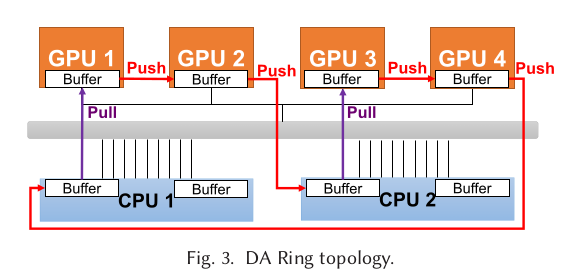 GPU 1
GPU 2
GPU 3
GPU 4
Buffer
Push
Buffer
Push
Buffer
Push
Buffer
Push
Pull
Pull
Buffer
Buffer
Buffer
Buffer
CPU 1
CPU 2
Fig. 3. DA Ring topology.